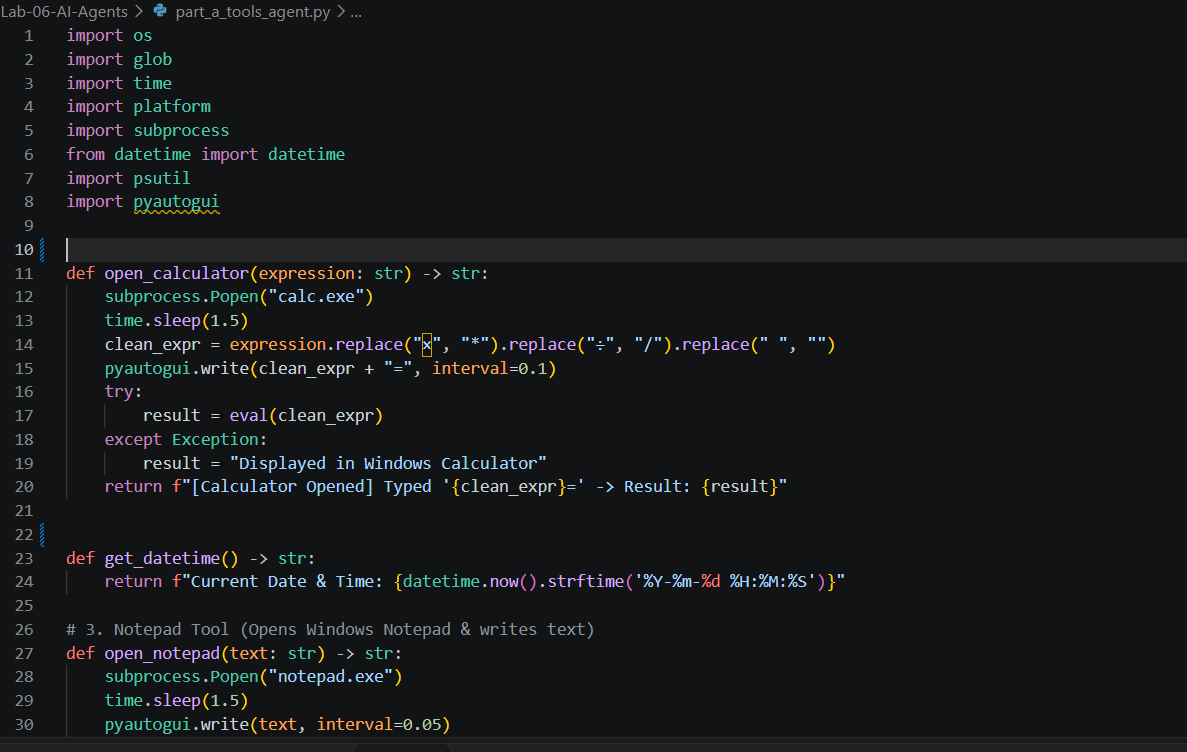 Lab-06-AI-Agents > part_a_tools_agent.py > ...
1 import os
2 import glob
3 import time
4 import platform
5 import subprocess
6 from datetime import datetime
7 import psutil
8 import pyautogui
9
10
11 def open_calculator(expression: str) -> str:
12     subprocess.Popen("calc.exe")
13     time.sleep(1.5)
14     clean_expr = expression.replace("×", "*").replace("÷", "/").replace(" ", "")
15     pyautogui.write(clean_expr + "=", interval=0.1)
16     try:
17         result = eval(clean_expr)
18     except Exception:
19         result = "Displayed in Windows Calculator"
20     return f"[Calculator Opened] Typed '{clean_expr}=' -> Result: {result}"
21
22
23 def get_datetime() -> str:
24     return f"Current Date & Time: {datetime.now().strftime('%Y-%m-%d %H:%M:%S')}"
25
26 # 3. Notepad Tool (Opens Windows Notepad & writes text)
27 def open_notepad(text: str) -> str:
28     subprocess.Popen("notepad.exe")
29     time.sleep(1.5)
30     pyautogui.write(text, interval=0.05)